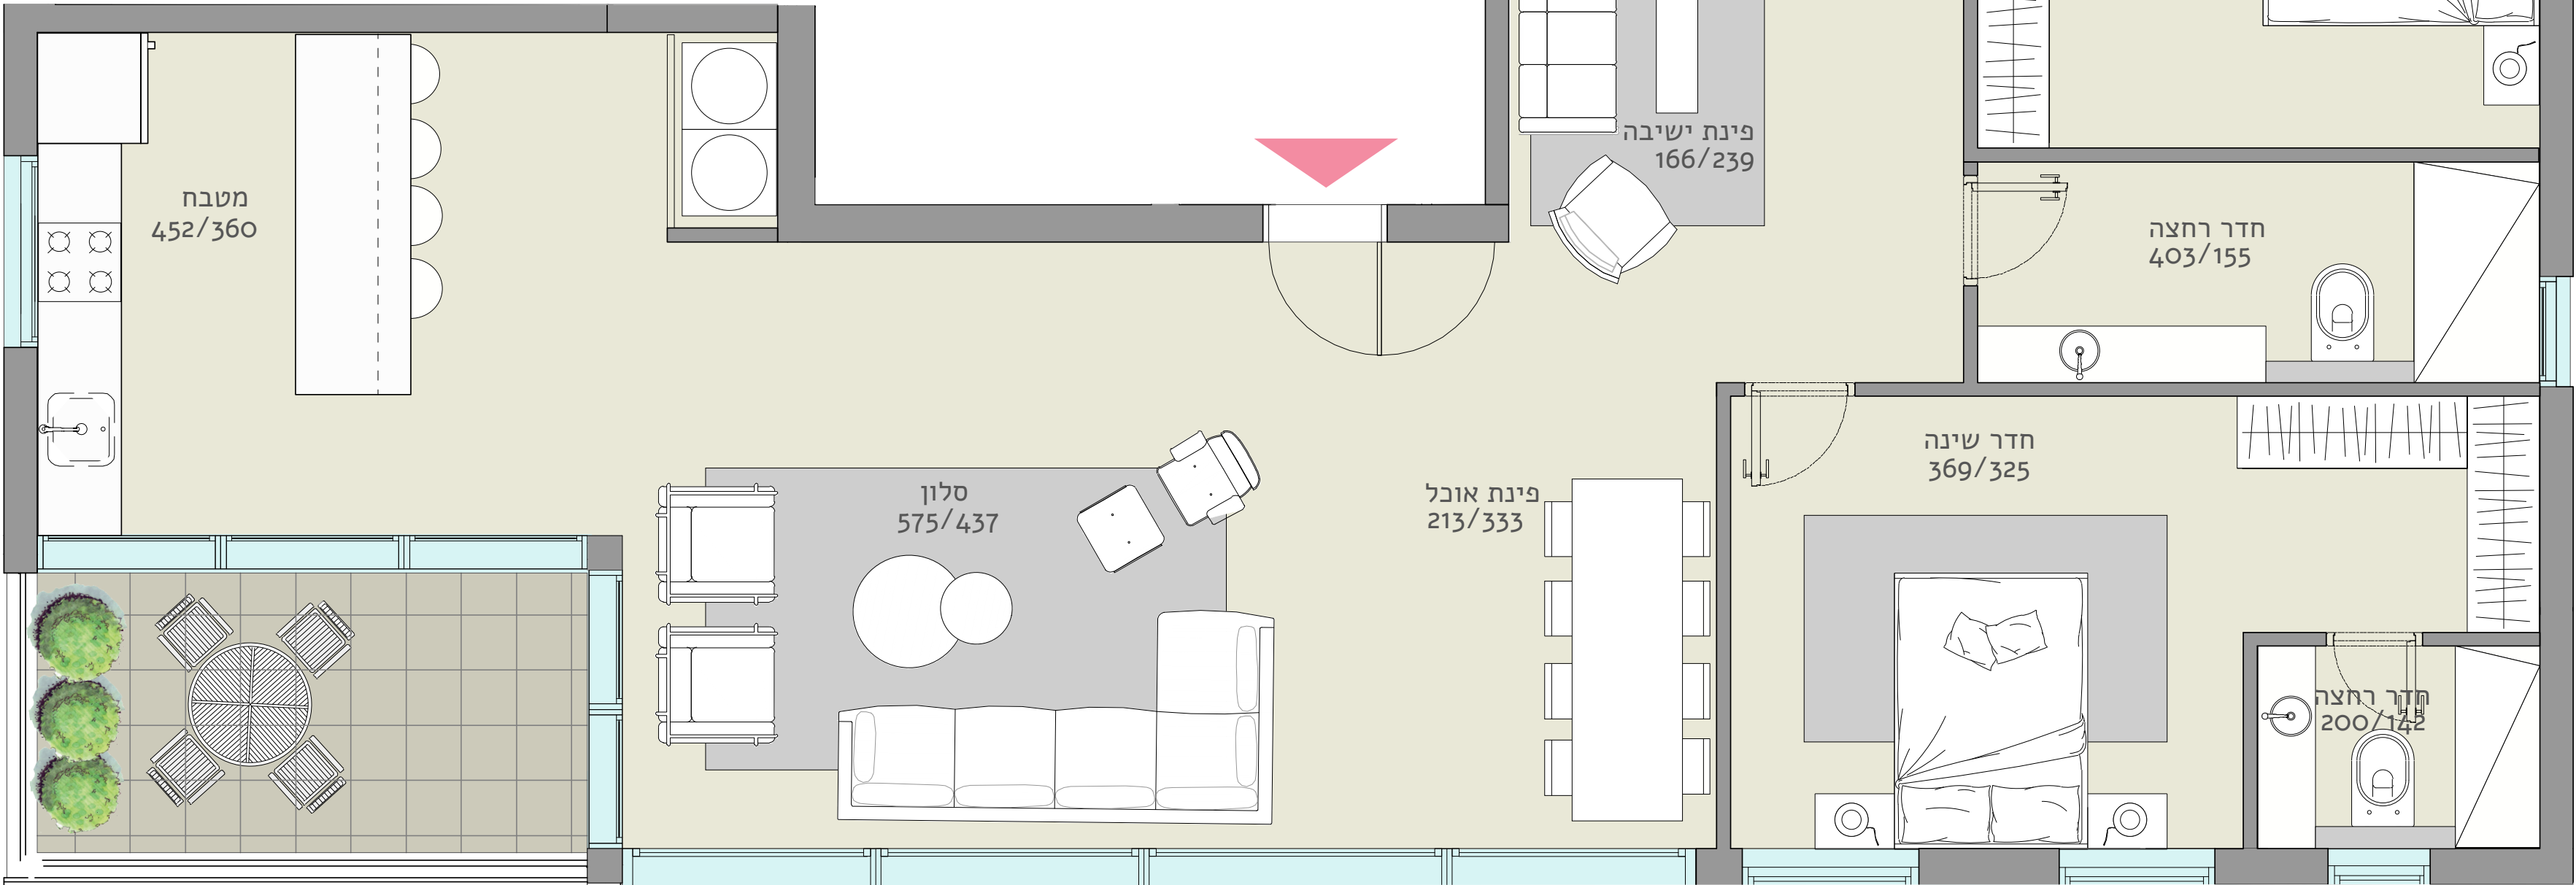 פינת ישיבה
166/239
מטבח
452/360
חדר רחצה
403/155
חדר שינה
369/325
סלון
575/437
פינת אוכל
213/333
חדר רחצה
200/142